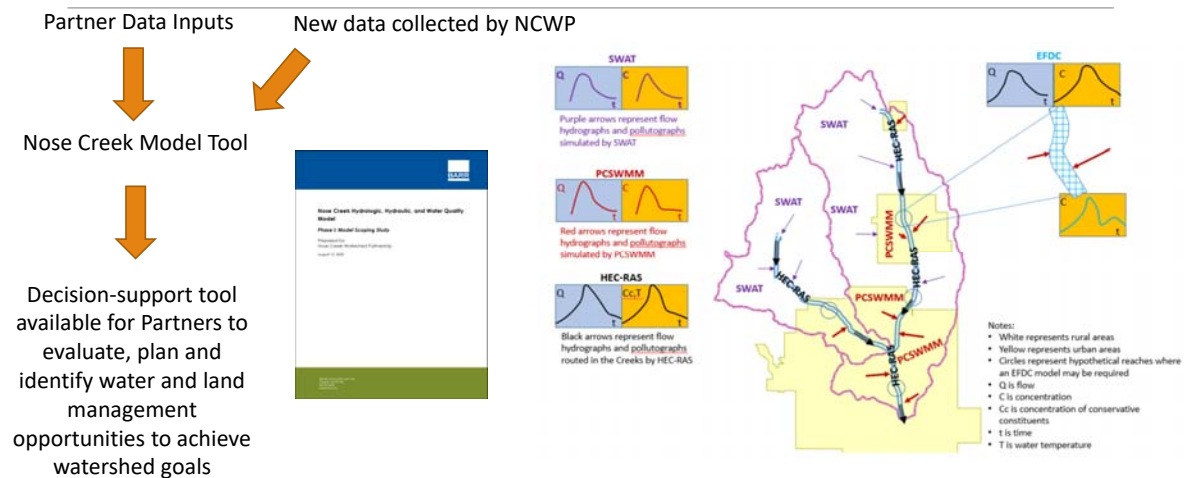 Partner Data Inputs
New data collected by NCWP
Nose Creek Model Tool
Decision-support tool
available for Partners to
evaluate, plan and
identify water and land
management
opportunities to achieve
watershed goals
BARR
Nose Creek Hydrologic, Hydraulic, and Water Quality
Model
Phase I: Model Scoping Study
Prepared for
Nose Creek Watershed Partnership
SWAT
Q
t
C
t
Purple arrows represent flow
hydrographs and pollutographs
simulated by SWAT
PCSWMM
Q
t
C
t
Red arrows represent flow
hydrographs and pollutographs
simulated by PCSWMM
HEC-RAS
Q
t
Cc,T
t
Black arrows represent flow
hydrographs and pollutographs
routed in the Creeks by HEC-RAS
SWAT
HEC-RAS
SWAT
SWAT
PCSWMM
HEC-RAS
SWAT
HEC-RAS
PCSWMM
PCSWMM
HEC-RAS
EFDC
Q
t
C
t
C
t
Notes:
• White represents rural areas
• Yellow represents urban areas
• Circles represent hypothetical reaches where
an EFDC model may be required
• Q is flow
• C is concentration
• Cc is concentration of conservative
constituents
• t is time
• T is water temperature